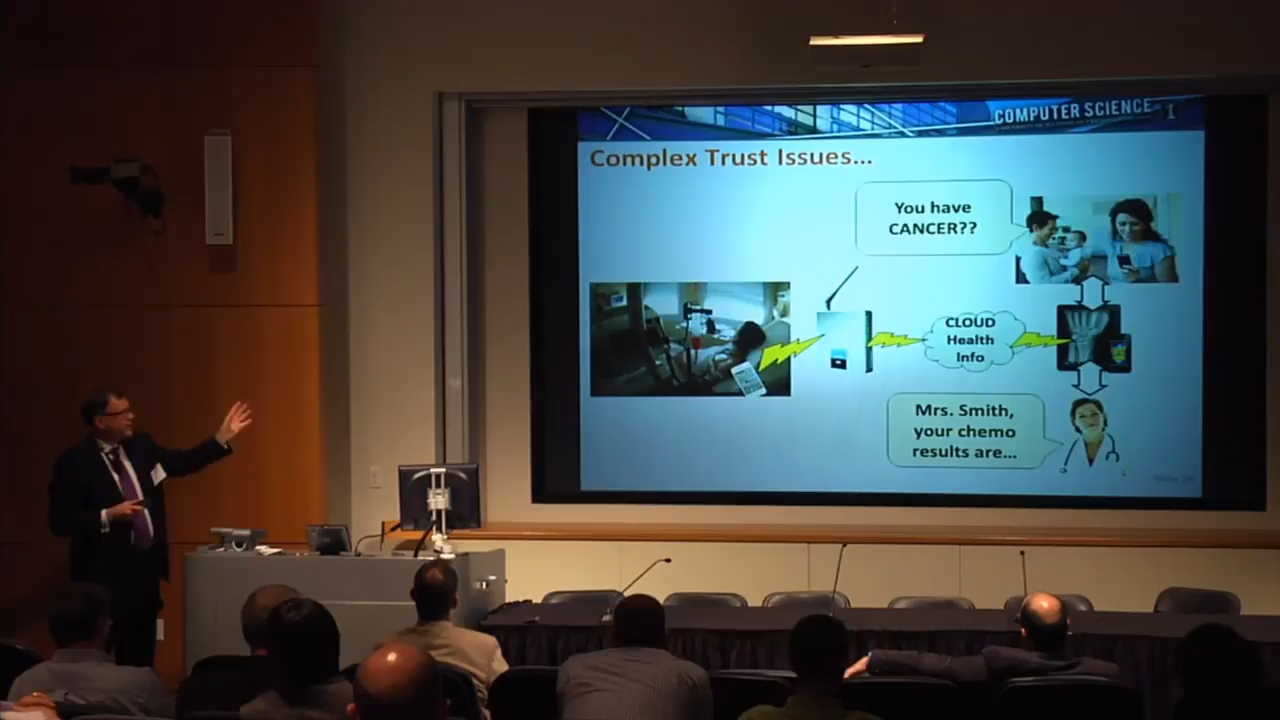 COMPUTER SCIENCE
Complex Trust Issues...
You have
CANCER??
CLOUD
Health
Info
Mrs. Smith,
your chemo
results are...